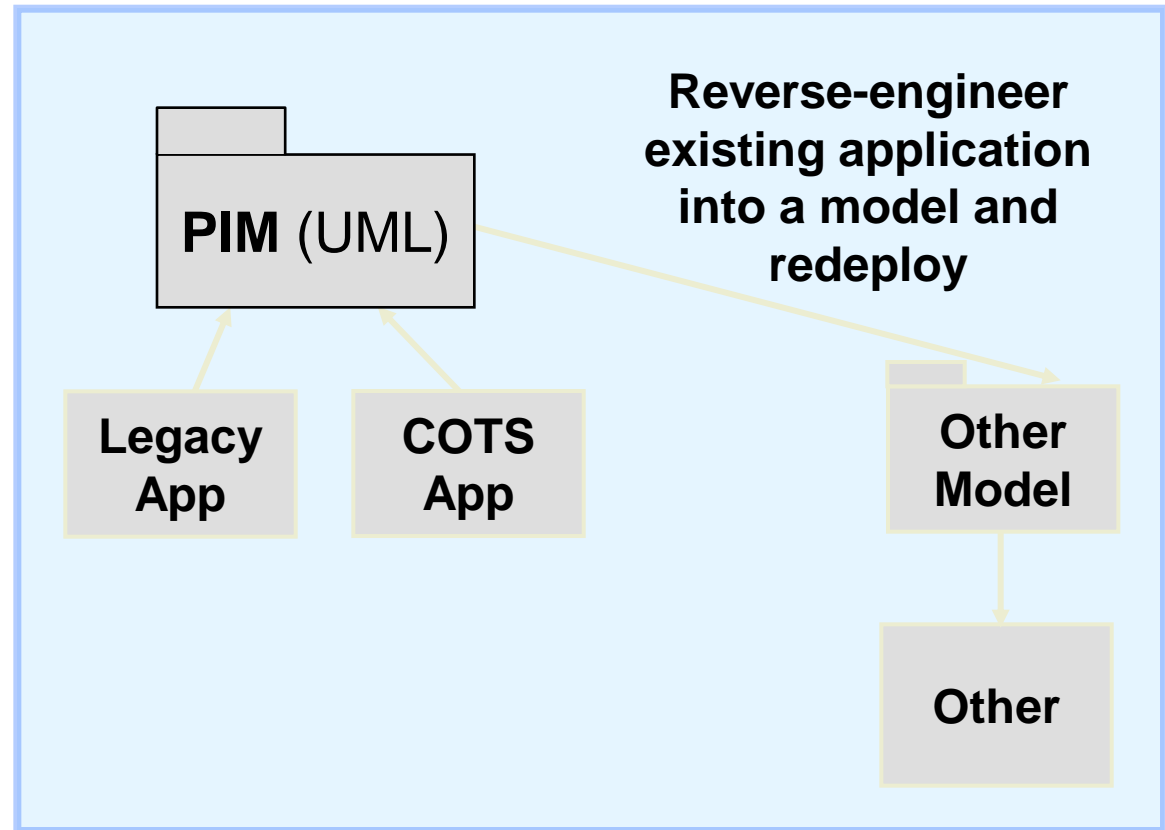 Reverse-engineer
existing application
into a model and
redeploy
PIM (UML)
Legacy
App
COTS
App
Other
Model
Other